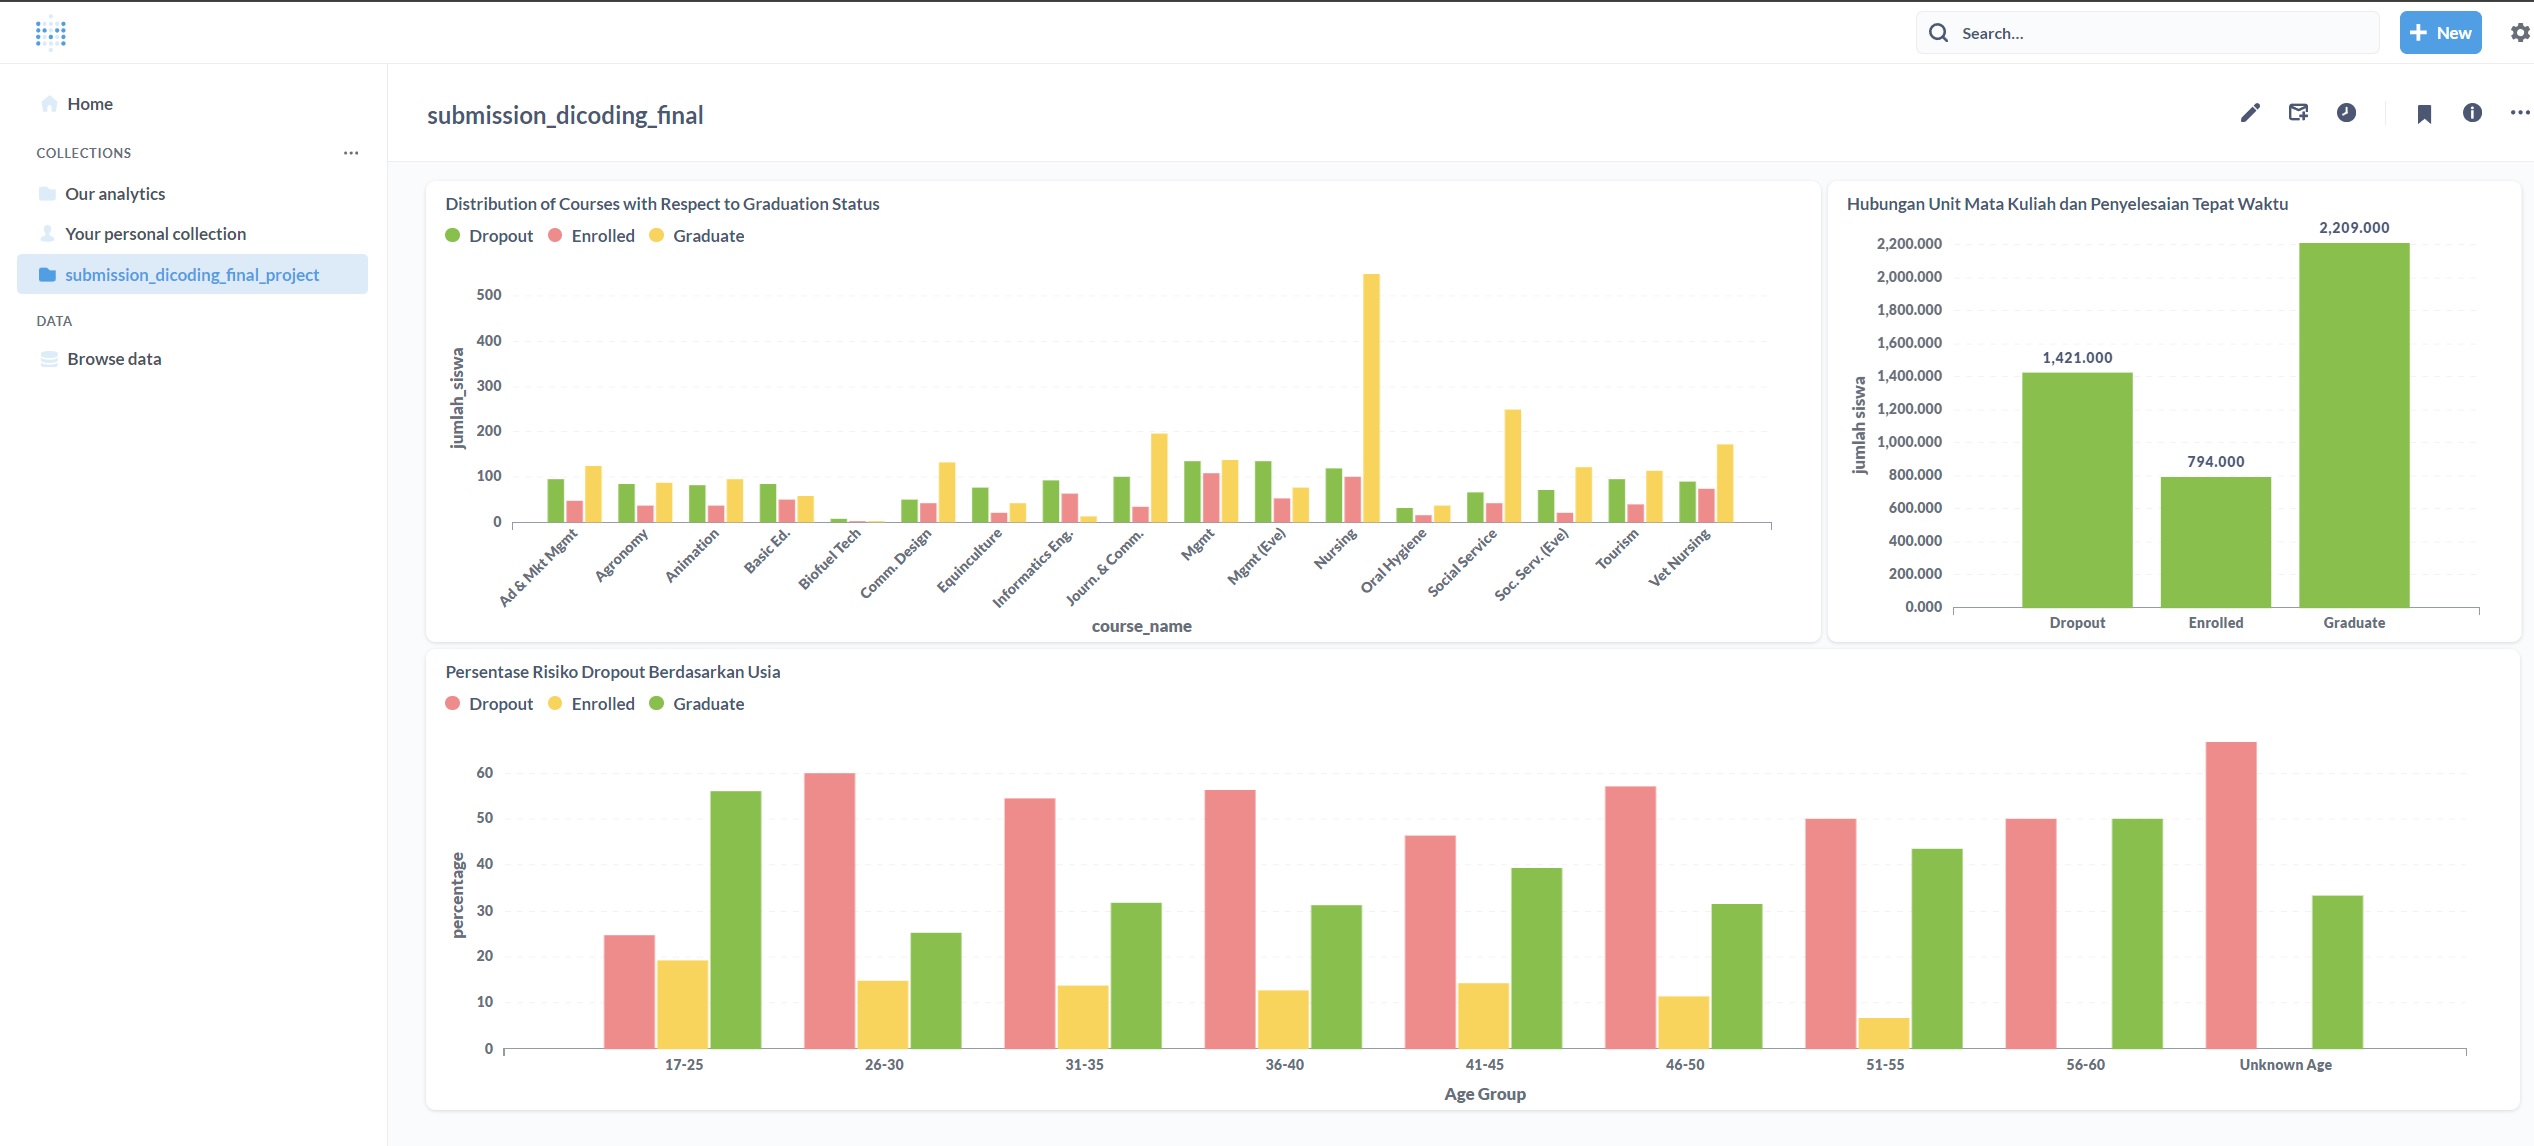 Search...
New
Home
COLLECTIONS
Our analytics
Your personal collection
submission_dicoding_final_project
DATA
Browse data
submission_dicoding_final
Distribution of Courses with Respect to Graduation Status
Dropout Enrolled Graduate
500
400
300
200
100
0
jumlah_siswa
Ad & Mkt Mgmt
Agronomy
Animation
Basic Ed.
Biofuel Tech
Comm. Design
Equinculture
Informatics Eng.
Journ. & Comm.
Mgmt
Mgmt (Eve)
Nursing
Oral Hygiene
Social Service
Soc. Serv. (Eve)
Tourism
Vet Nursing
course_name
Hubungan Unit Mata Kuliah dan Penyelesaian Tepat Waktu
2,200.000
2,000.000
1,800.000
1,600.000
1,400.000
1,200.000
1,000.000
800.000
600.000
400.000
200.000
0.000
jumlah siswa
1,421.000
794.000
2,209.000
Dropout
Enrolled
Graduate
Persentase Risiko Dropout Berdasarkan Usia
Dropout Enrolled Graduate
60
50
40
30
20
10
0
percentage
17-25
26-30
31-35
36-40
41-45
46-50
51-55
56-60
Unknown Age
Age Group